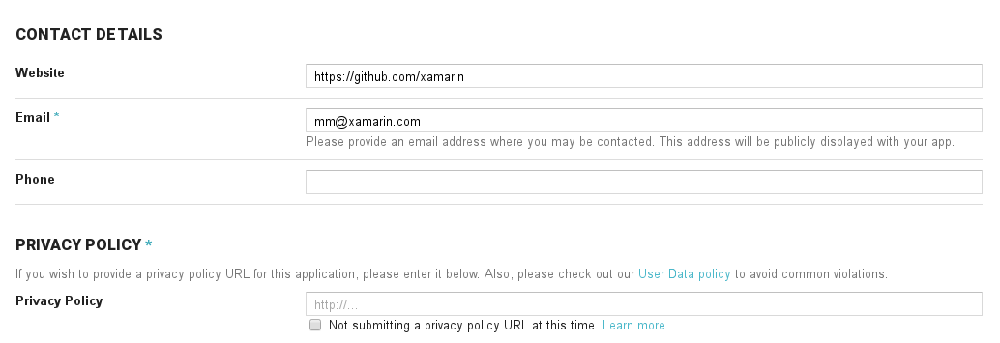 CONTACT DETAILS
Website
https://github.com/xamarin
Email *
mm@xamarin.com
Please provide an email address where you may be contacted. This address will be publicly displayed with your app.
Phone
PRIVACY POLICY *
If you wish to provide a privacy policy URL for this application, please enter it below. Also, please check out our User Data policy to avoid common violations.
Privacy Policy
http://...
Not submitting a privacy policy URL at this time. Learn more